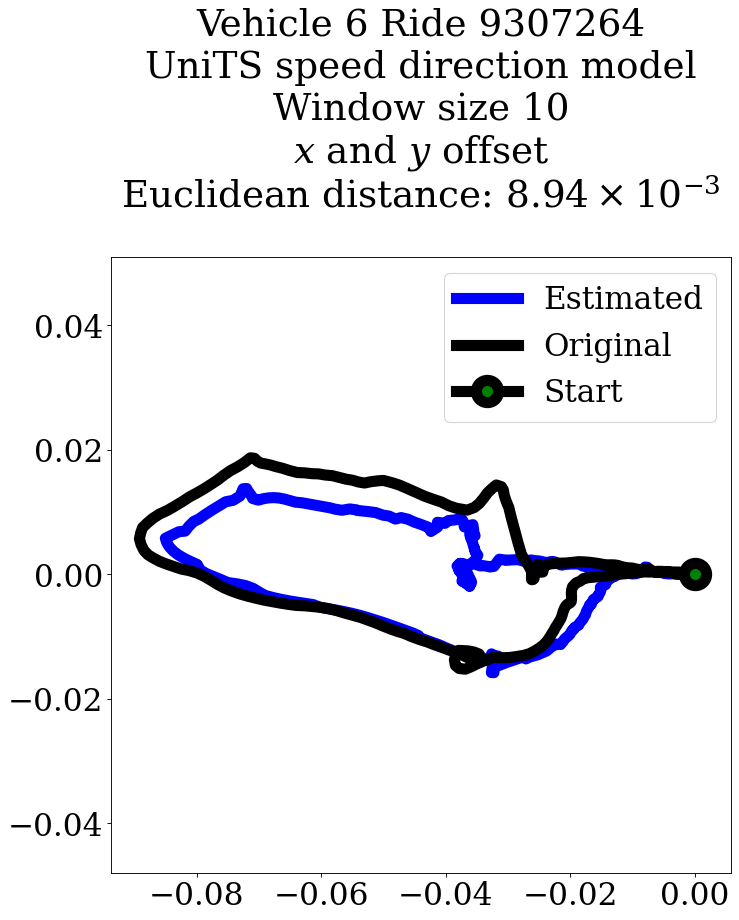 Vehicle 6 Ride 9307264
UniTS speed direction model
Window size 10
x and y offset
Euclidean distance: 8.94 × 10⁻³
Estimated
Original
Start
0.04
0.02
0.00
−0.02
−0.04
−0.08 −0.06 −0.04 −0.02 0.00